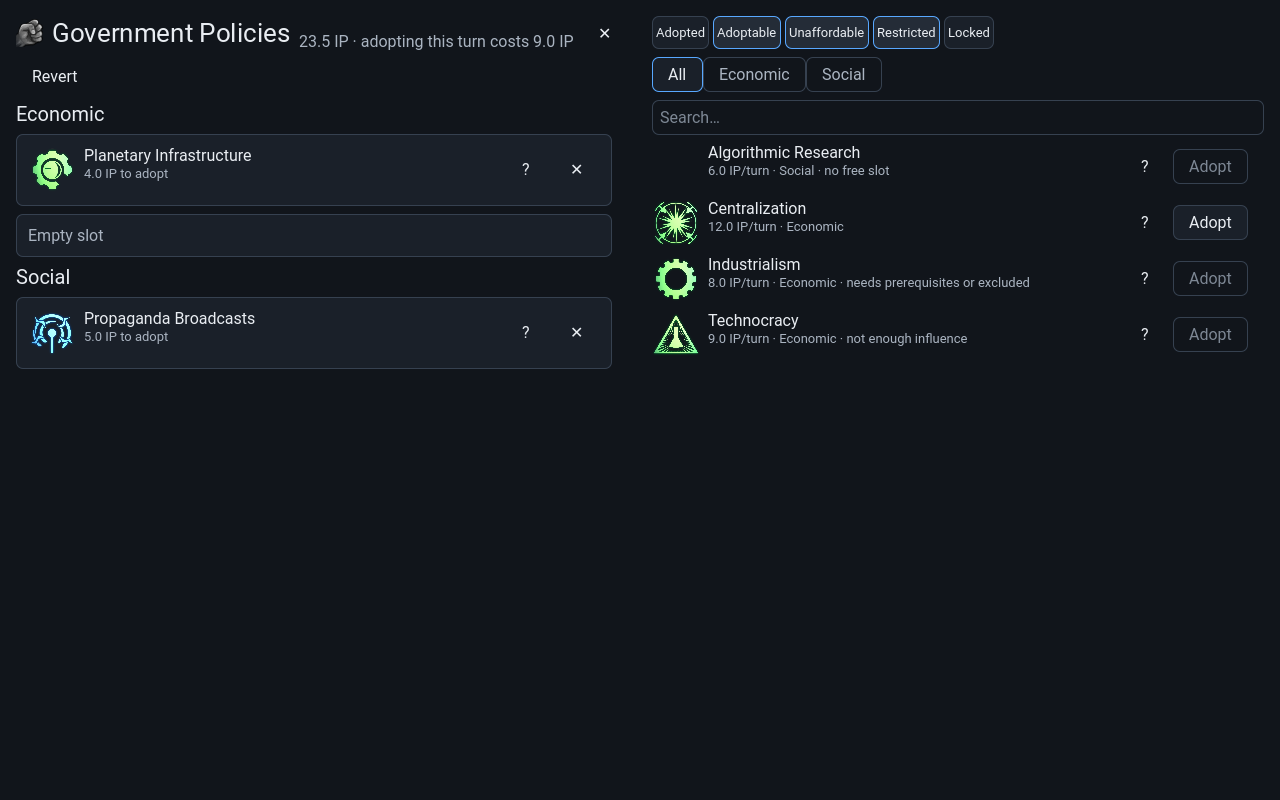 Government Policies 23.5 IP · adopting this turn costs 9.0 IP ×
Revert
Economic
Planetary Infrastructure
4.0 IP to adopt
? ×
Empty slot
Social
Propaganda Broadcasts
5.0 IP to adopt
? ×
Adopted Adoptable Unaffordable Restricted Locked
All Economic Social
Search…
Algorithmic Research
6.0 IP/turn · Social · no free slot
? Adopt
Centralization
12.0 IP/turn · Economic
? Adopt
Industrialism
8.0 IP/turn · Economic · needs prerequisites or excluded
? Adopt
Technocracy
9.0 IP/turn · Economic · not enough influence
? Adopt